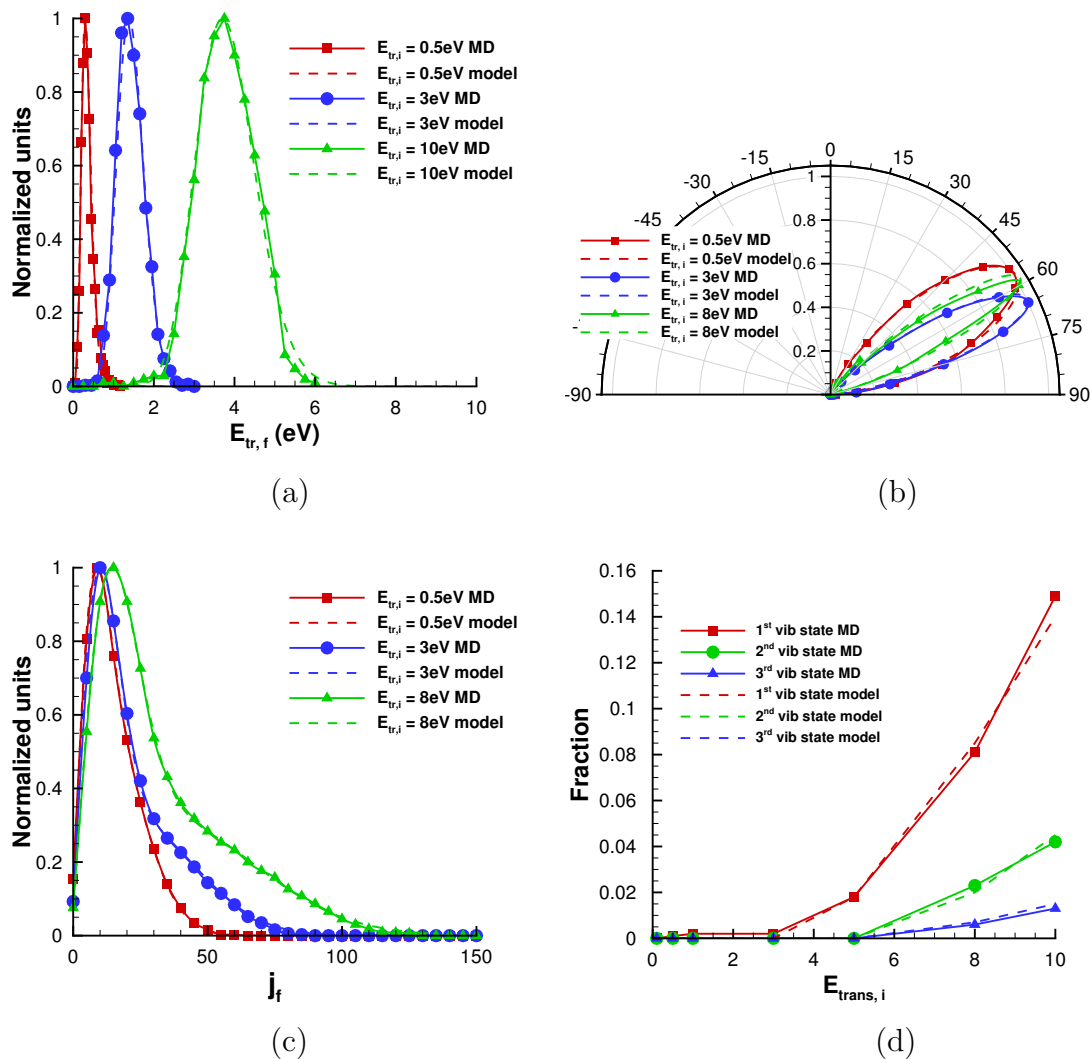 Normalized units
1
0.8
0.6
0.4
0.2
0
0 2 4 6 8 10
E_tr, f (eV)
E_tr,i = 0.5eV MD
E_tr,i = 0.5eV model
E_tr,i = 3eV MD
E_tr,i = 3eV model
E_tr,i = 10eV MD
E_tr,i = 10eV model
(a)
-90 -45 -30 -15 0 15 30 45 60 75 90
1
0.8
0.6
0.4
0.2
E_tr, i = 0.5eV MD
E_tr, i = 0.5eV model
E_tr, i = 3eV MD
E_tr, i = 3eV model
E_tr, i = 8eV MD
E_tr, i = 8eV model
(b)
Normalized units
1
0.8
0.6
0.4
0.2
0
0 50 100 150
j_f
E_tr,i = 0.5eV MD
E_tr,i = 0.5eV model
E_tr,i = 3eV MD
E_tr,i = 3eV model
E_tr,i = 8eV MD
E_tr,i = 8eV model
(c)
Fraction
0.16
0.14
0.12
0.1
0.08
0.06
0.04
0.02
0
0 2 4 6 8 10
E_trans, i
1st vib state MD
2nd vib state MD
3rd vib state MD
1st vib state model
2nd vib state model
3rd vib state model
(d)